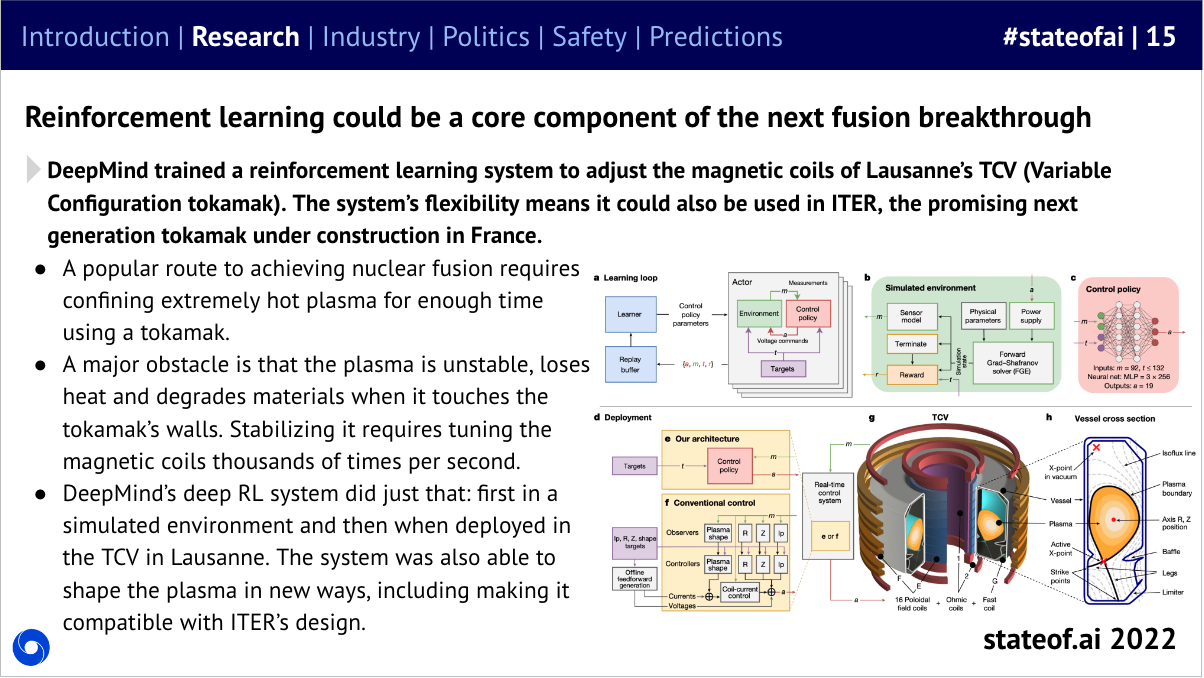 Introduction | Research | Industry | Politics | Safety | Predictions
#stateofai | 15
Reinforcement learning could be a core component of the next fusion breakthrough
DeepMind trained a reinforcement learning system to adjust the magnetic coils of Lausanne’s TCV (Variable
Configuration tokamak). The system’s flexibility means it could also be used in ITER, the promising next
generation tokamak under construction in France.
● A popular route to achieving nuclear fusion requires
confining extremely hot plasma for enough time
using a tokamak.
● A major obstacle is that the plasma is unstable, loses
heat and degrades materials when it touches the
tokamak’s walls. Stabilizing it requires tuning the
magnetic coils thousands of times per second.
● DeepMind’s deep RL system did just that: first in a
simulated environment and then when deployed in
the TCV in Lausanne. The system was also able to
shape the plasma in new ways, including making it
compatible with ITER’s design.
a Learning loop
Learner
Replay
buffer
Control
policy
parameters
Actor
Measurements
m
Environment
Control
policy
a
Voltage commands
t
Targets
b
Simulated environment
a
m
Sensor
model
Physical
parameters
Power
supply
Terminate
Simulation
state
Forward
Grad–Shafranov
solver (FGE)
r
Reward
t
c
Control policy
m
t
a
Inputs: m = 92, t ≤ 132
Neural net: MLP = 3 × 256
Outputs: a = 19
d Deployment
e Our architecture
Targets
t
Control
policy
m
a
f Conventional control
m
Observers
Plasma
shape
R
Z
Ip
Ip, R, Z, shape
targets
Controllers
Plasma
shape
R
Z
Ip
Offline
feedforward
generation
Coil-current
control
a
Currents
Voltages
m
Real-time
control
system
e or f
a
g
TCV
F
E
1
2
G
16 Poloidal
field coils
+
Ohmic
coils
+
Fast
coil
h
Vessel cross section
X-point
in vacuum
Vessel
Plasma
Active
X-point
Strike
points
Isoflux line
Plasma
boundary
Axis R, Z
position
Baffle
Legs
Limiter
stateof.ai 2022